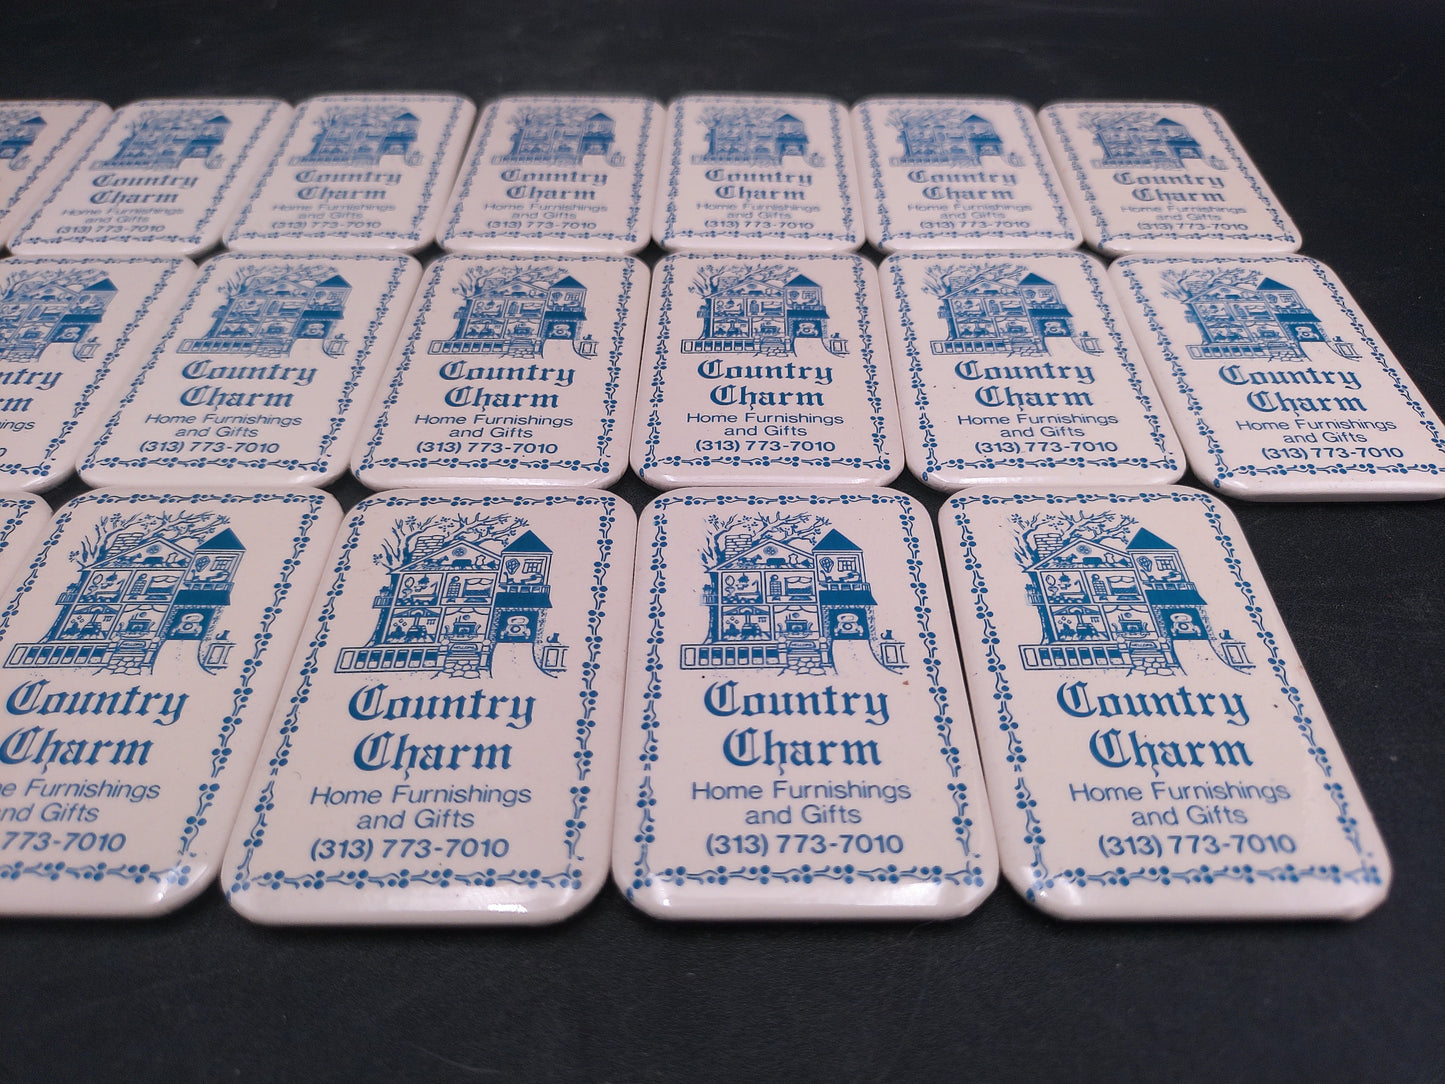 Country
Charm
Home Furnishings
and Gifts
(313) 773-7010
Country
Charm
Home Furnishings
and Gifts
(313) 773-7010
Country
Charm
Home Furnishings
and Gifts
(313) 773-7010
Country
Charm
Home Furnishings
and Gifts
(313) 773-7010
Country
Charm
Home Furnishings
and Gifts
(313) 773-7010
Country
Charm
Home Furnishings
and Gifts
(313) 773-7010
ntry
rm
ings
0
Country
Charm
Home Furnishings
and Gifts
(313) 773-7010
Country
Charm
Home Furnishings
and Gifts
(313) 773-7010
Country
Charm
Home Furnishings
and Gifts
(313) 773-7010
Country
Charm
Home Furnishings
and Gifts
(313) 773-7010
Country
Charm
Home Furnishings
and Gifts
(313) 773-7010
Country
Charm
e Furnishings
nd Gifts
773-7010
Country
Charm
Home Furnishings
and Gifts
(313) 773-7010
Country
Charm
Home Furnishings
and Gifts
(313) 773-7010
Country
Charm
Home Furnishings
and Gifts
(313) 773-7010